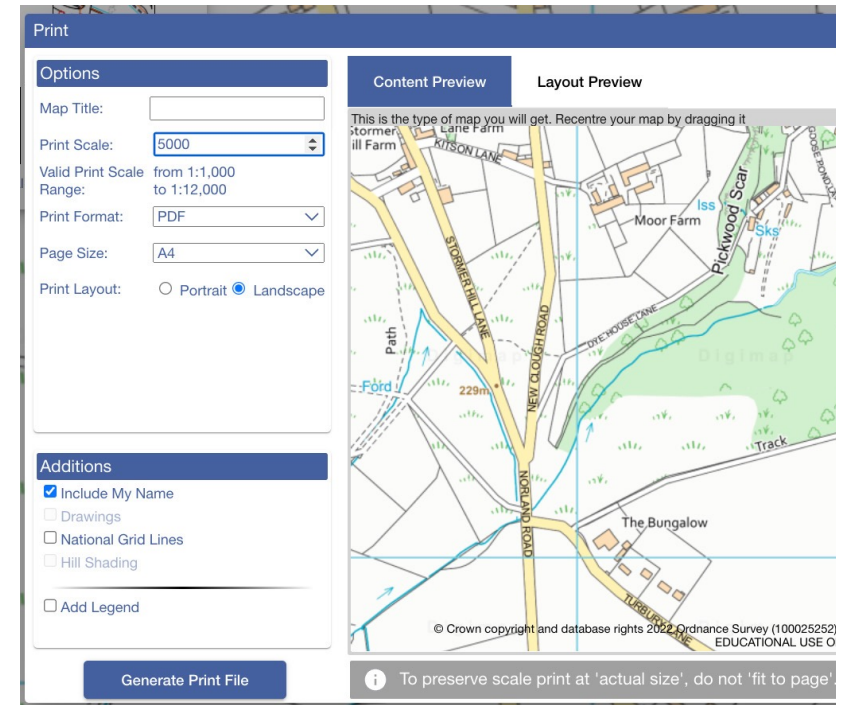 Print
Options
Map Title:
Print Scale:
5000
Valid Print Scale
Range:
from 1:1,000
to 1:12,000
Print Format:
PDF
Page Size:
A4
Print Layout:
Portrait
Landscape
Additions
Include My Name
Drawings
National Grid Lines
Hill Shading
Add Legend
Generate Print File
Content Preview
Layout Preview
This is the type of map you will get. Recentre your map by dragging it
Stormer
ill Farm
Lane Farm
KITSON LANE
Moor Farm
Iss
Pickwood Scar
Sks
STORMER HILL LANE
NEW CLOUGH ROAD
DYE HOUSE LANE
Path
Ford
229m
Digimap
Track
NORLAND ROAD
The Bungalow
TURBURY LANE
© Crown copyright and database rights 2022 Ordnance Survey (100025252)
EDUCATIONAL USE O
i
To preserve scale print at 'actual size', do not 'fit to page'.